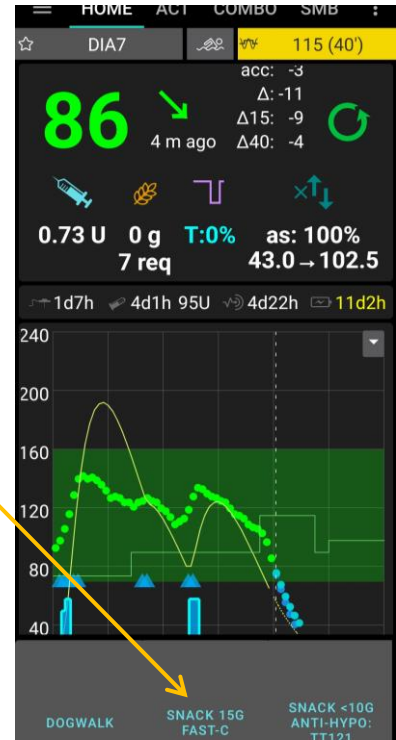 HOME ACT COMBO SMB
DIA7 115 (40')
86
4 m ago
acc: -3
Δ: -11
Δ15: -9
Δ40: -4
0.73 U 0 g T:0% as: 100%
7 req 43.0→102.5
1d7h 4d1h 95U 4d22h 11d2h
240
200
160
120
80
40
DOGWALK
SNACK 15G
FAST-C
SNACK <10G
ANTI-HYPO:
TT121